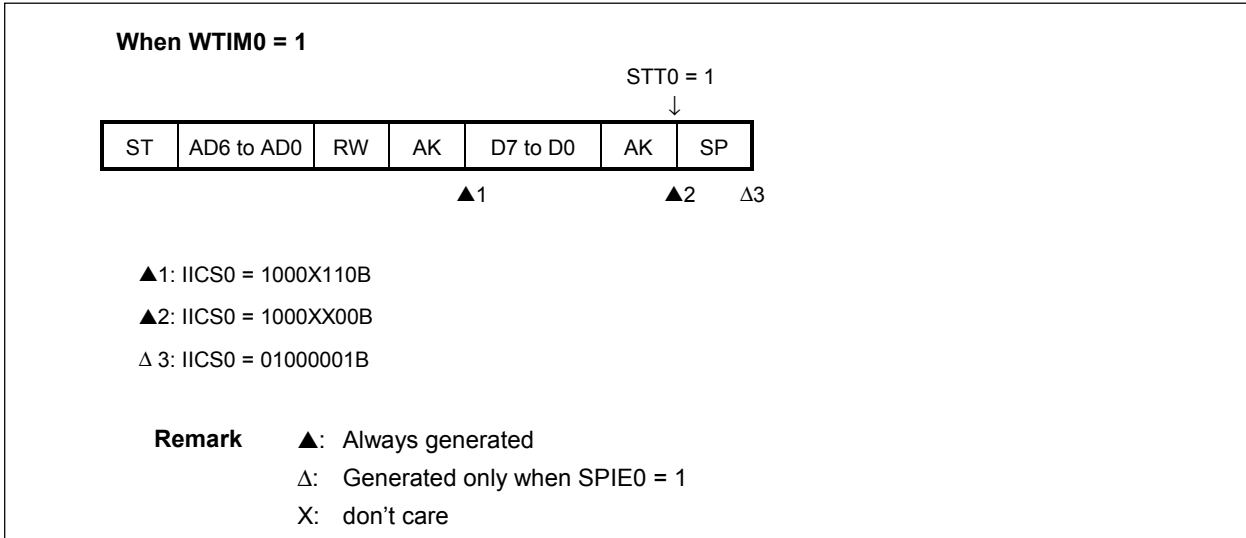 When WTIM0 = 1
STT0 = 1
↓
ST AD6 to AD0 RW AK D7 to D0 AK SP
▲1 ▲2 Δ3
▲1: IICS0 = 1000X110B
▲2: IICS0 = 1000XX00B
Δ 3: IICS0 = 01000001B
Remark ▲: Always generated
Δ: Generated only when SPIE0 = 1
X: don't care